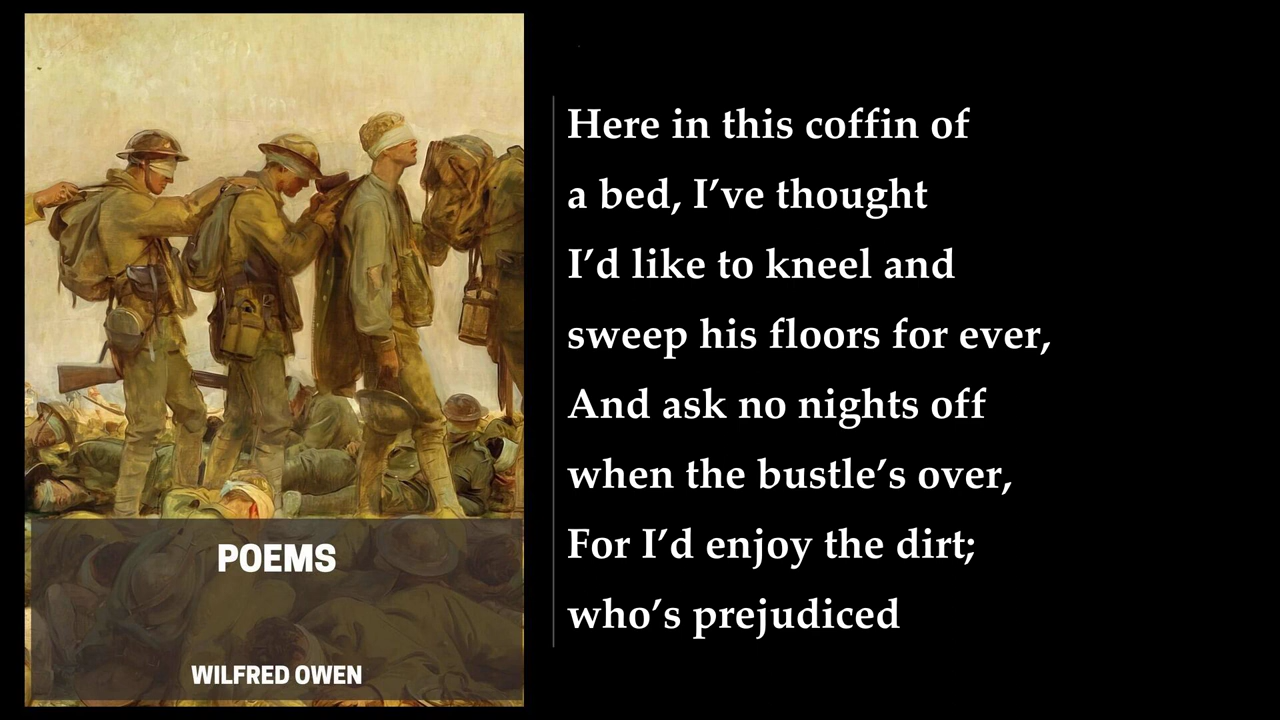 POEMS
WILFRED OWEN
Here in this coffin of
a bed, I’ve thought
I’d like to kneel and
sweep his floors for ever,
And ask no nights off
when the bustle’s over,
For I’d enjoy the dirt;
who’s prejudiced